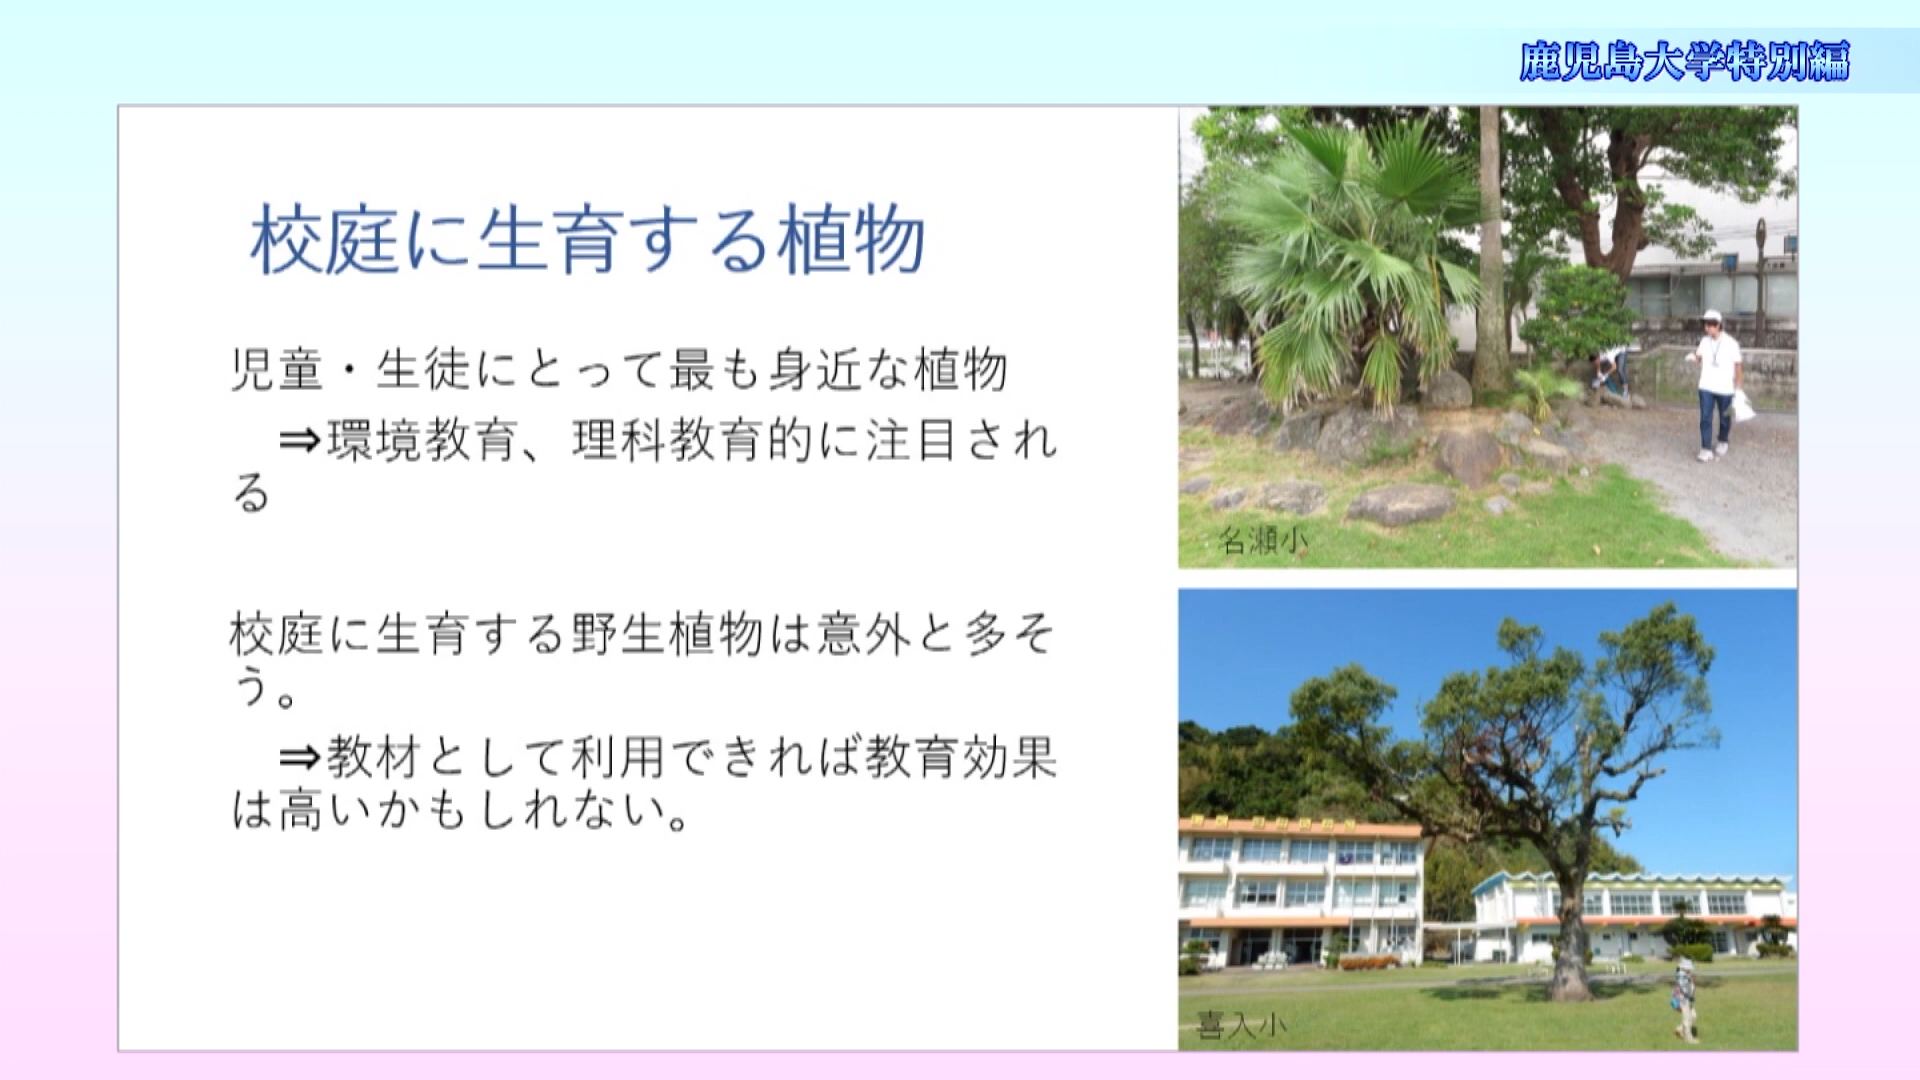 鹿児島大学特別編
校庭に生育する植物
児童・生徒にとって最も身近な植物
⇒環境教育、理科教育的に注目され
る
校庭に生育する野生植物は意外と多そ
う。
⇒教材として利用できれば教育効果
は高いかもしれない。
名瀬小
喜入小